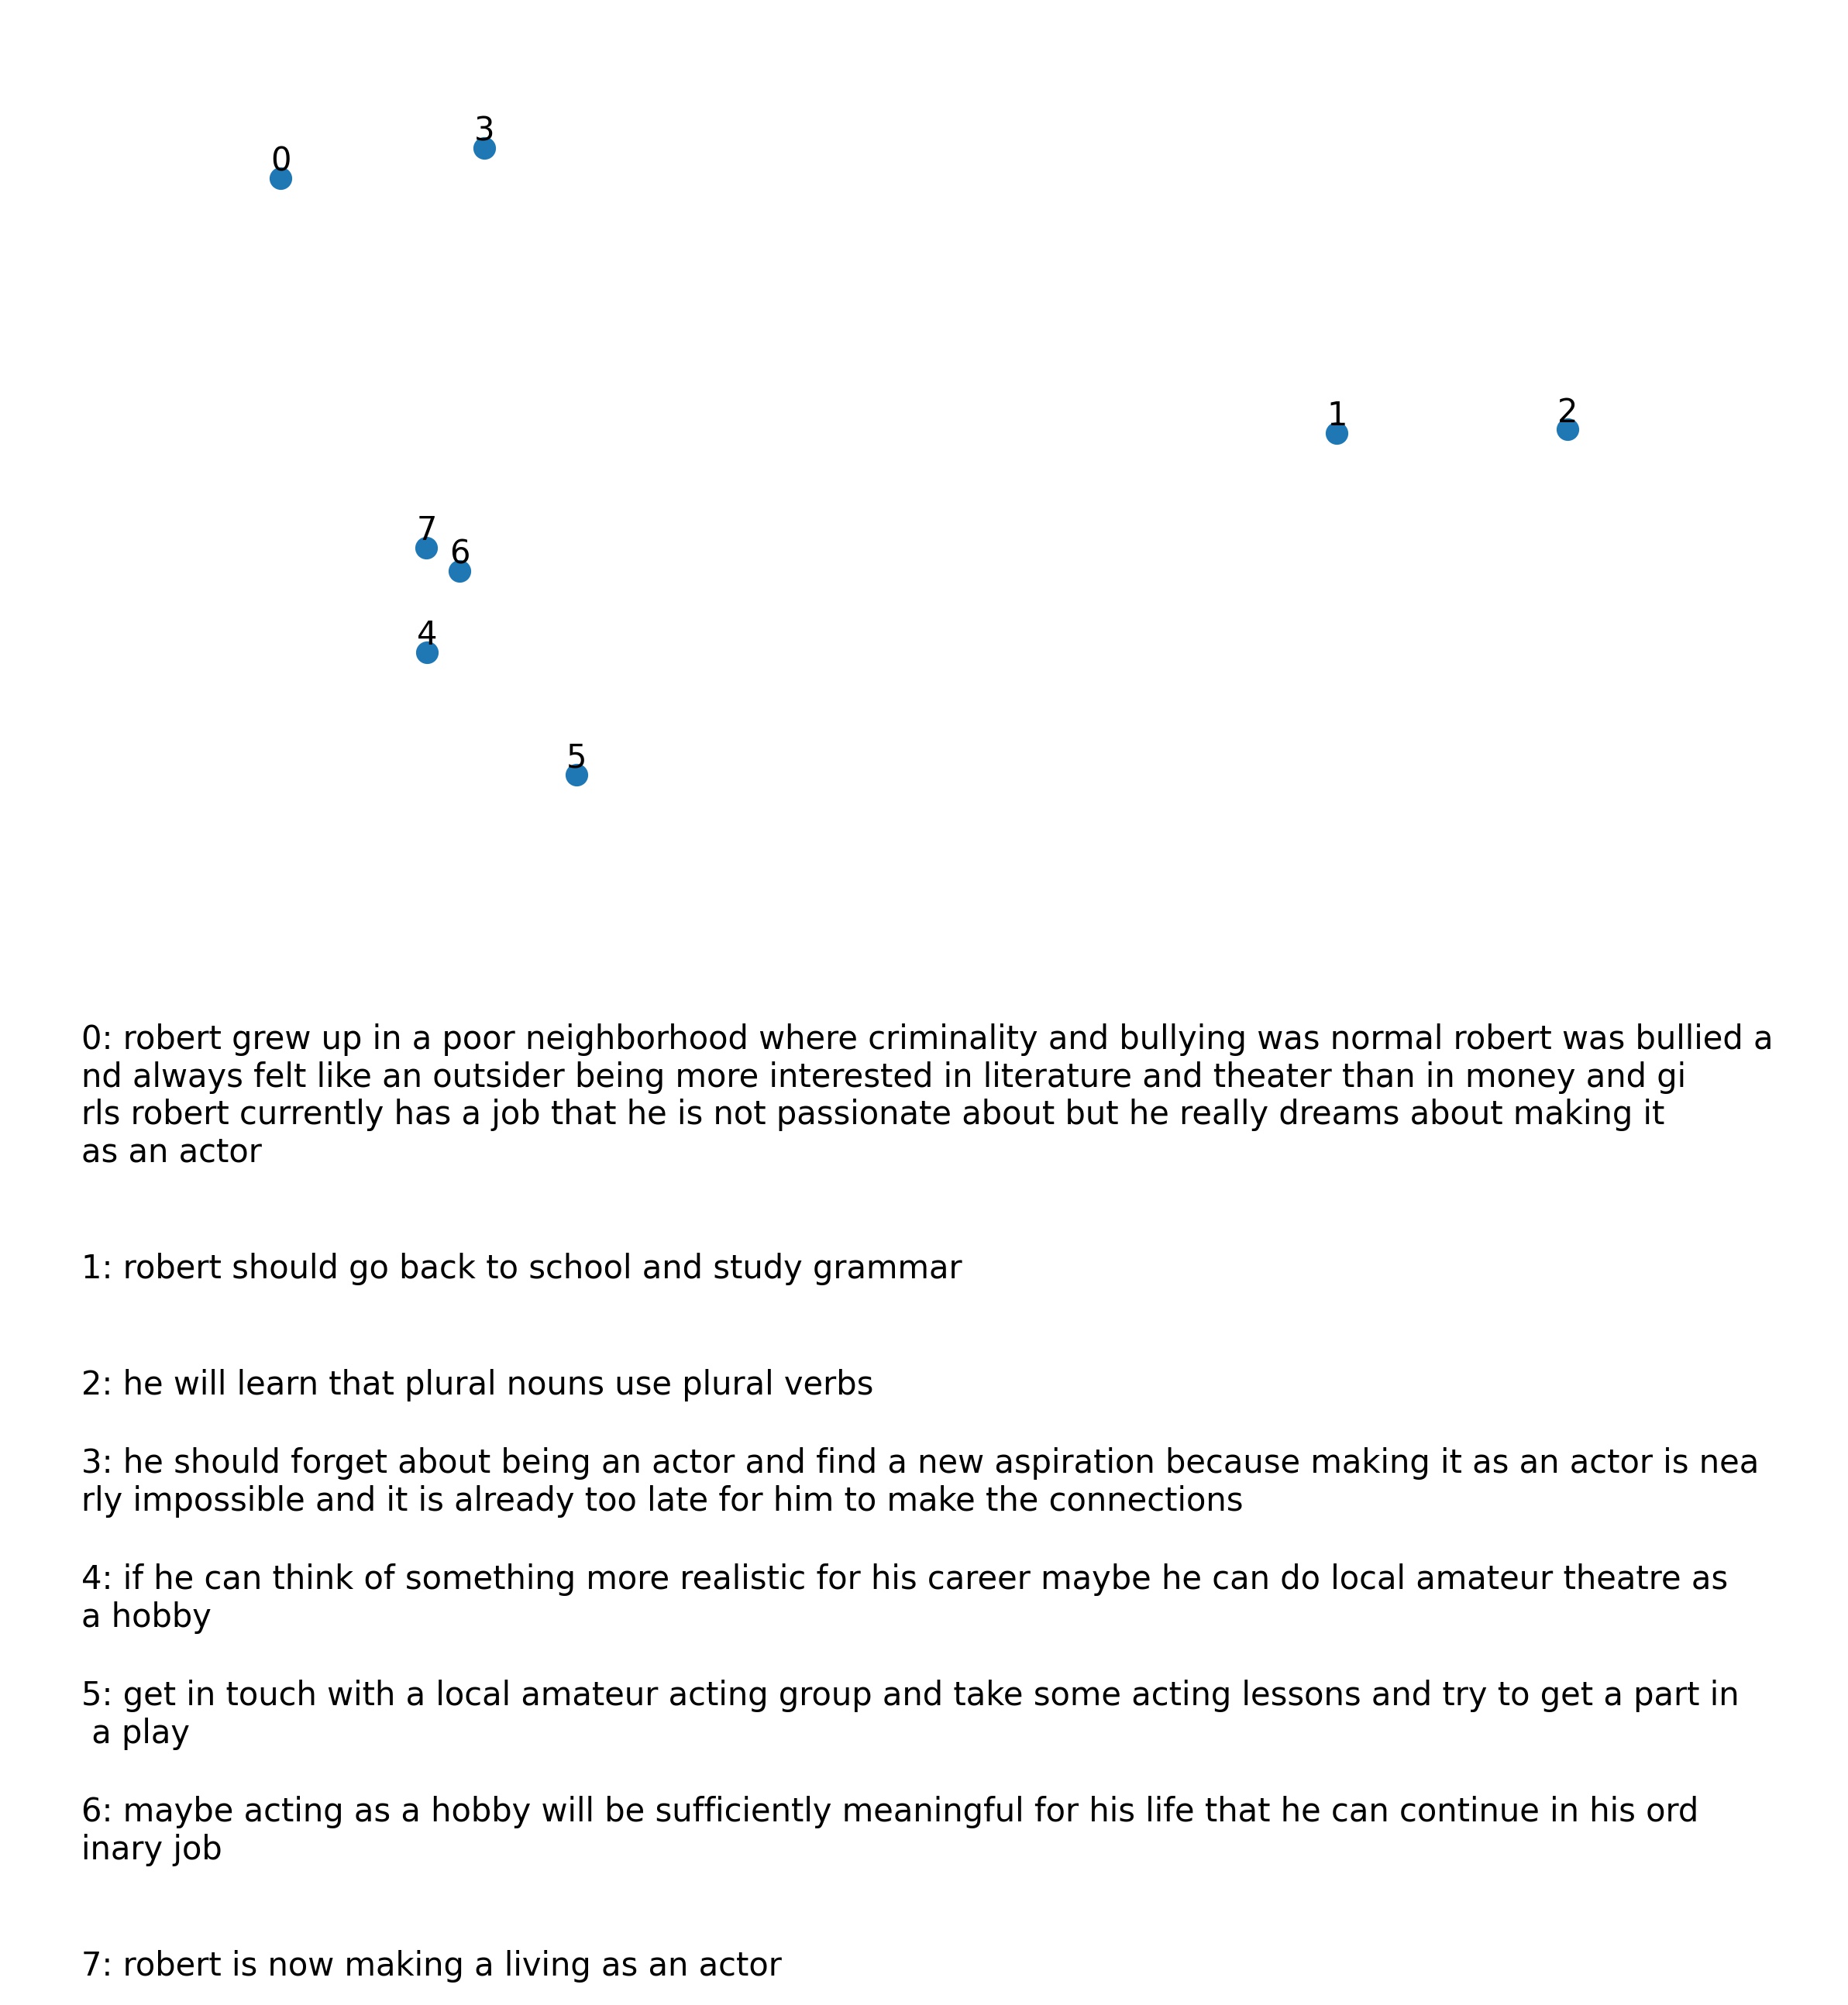 3
0
2
1
7
6
4
5
0: robert grew up in a poor neighborhood where criminality and bullying was normal robert was bullied a
nd always felt like an outsider being more interested in literature and theater than in money and gi
rls robert currently has a job that he is not passionate about but he really dreams about making it
as an actor
1: robert should go back to school and study grammar
2: he will learn that plural nouns use plural verbs
3: he should forget about being an actor and find a new aspiration because making it as an actor is nea
rly impossible and it is already too late for him to make the connections
4: if he can think of something more realistic for his career maybe he can do local amateur theatre as
a hobby
5: get in touch with a local amateur acting group and take some acting lessons and try to get a part in
a play
6: maybe acting as a hobby will be sufficiently meaningful for his life that he can continue in his ord
inary job
7: robert is now making a living as an actor